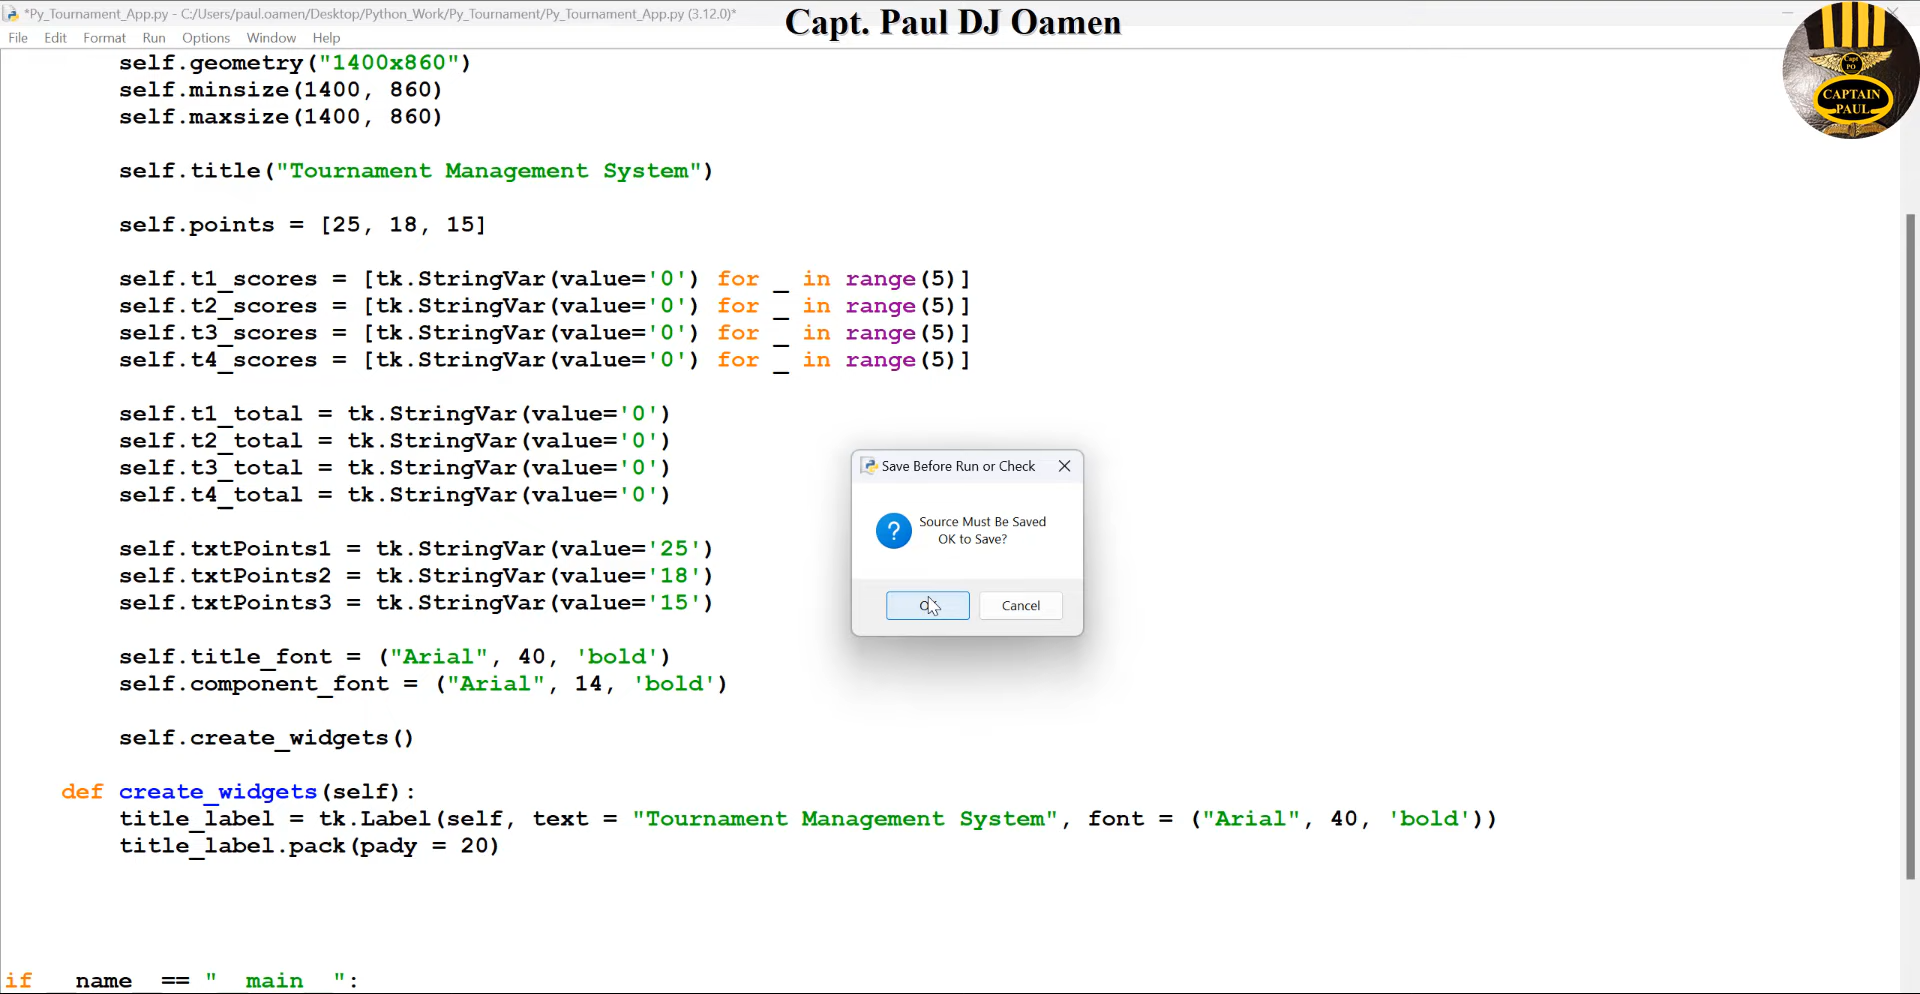 *Py_Tournament_App.py - C:/Users/paul.oamen/Desktop/Python_Work/Py_Tournament/Py_Tournament_App.py (3.12.0)*
Capt. Paul DJ Oamen
File Edit Format Run Options Window Help
Capt
PO
CAPTAIN
PAUL
self.geometry("1400x860")
self.minsize(1400, 860)
self.maxsize(1400, 860)
self.title("Tournament Management System")
self.points = [25, 18, 15]
self.t1_scores = [tk.StringVar(value='0') for _ in range(5)]
self.t2_scores = [tk.StringVar(value='0') for _ in range(5)]
self.t3_scores = [tk.StringVar(value='0') for _ in range(5)]
self.t4_scores = [tk.StringVar(value='0') for _ in range(5)]
self.t1_total = tk.StringVar(value='0')
self.t2_total = tk.StringVar(value='0')
self.t3_total = tk.StringVar(value='0')
self.t4_total = tk.StringVar(value='0')
self.txtPoints1 = tk.StringVar(value='25')
self.txtPoints2 = tk.StringVar(value='18')
self.txtPoints3 = tk.StringVar(value='15')
self.title_font = ("Arial", 40, 'bold')
self.component_font = ("Arial", 14, 'bold')
self.create_widgets()
def create_widgets(self):
title_label = tk.Label(self, text = "Tournament Management System", font = ("Arial", 40, 'bold'))
title_label.pack(pady = 20)
if __name__ == "__main__":
Save Before Run or Check
Source Must Be Saved
OK to Save?
Cancel